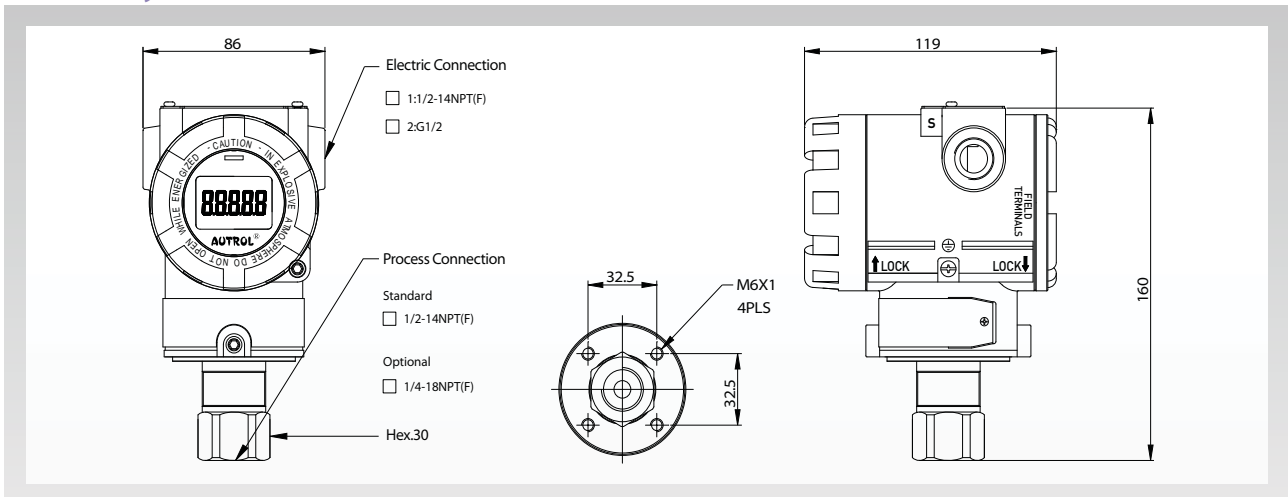 86
Electric Connection
1:1/2-14NPT(F)
2:G1/2
- CAUTION - IN EXPLOSIVE ATMOSPHERE DO NOT OPEN WHILE ENERGIZED
88888
AUTROL®
Process Connection
Standard
1/2-14NPT(F)
Optional
1/4-18NPT(F)
Hex.30
32.5
M6X1
4PLS
32.5
119
S
FIELD
TERMINALS
LOCK
LOCK
160